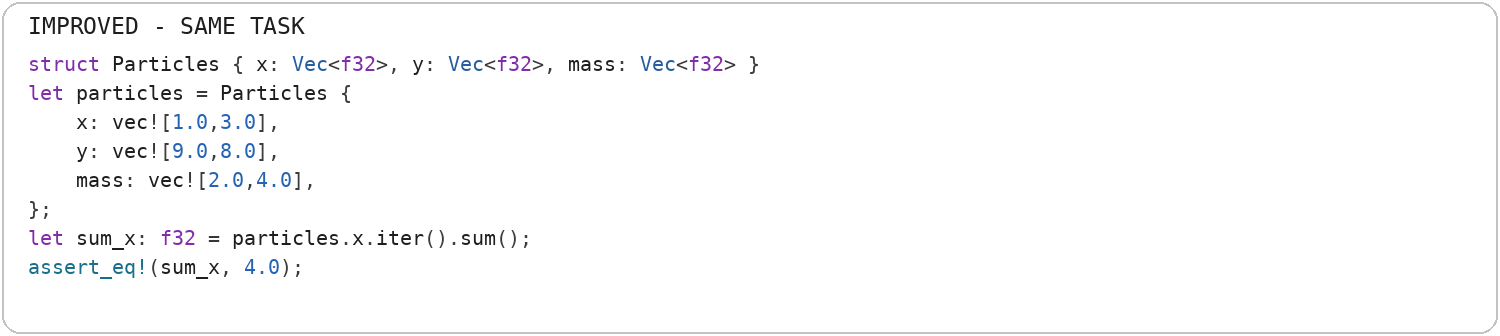 IMPROVED - SAME TASK
struct Particles { x: Vec<f32>, y: Vec<f32>, mass: Vec<f32> }
let particles = Particles {
    x: vec![1.0,3.0],
    y: vec![9.0,8.0],
    mass: vec![2.0,4.0],
};
let sum_x: f32 = particles.x.iter().sum();
assert_eq!(sum_x, 4.0);